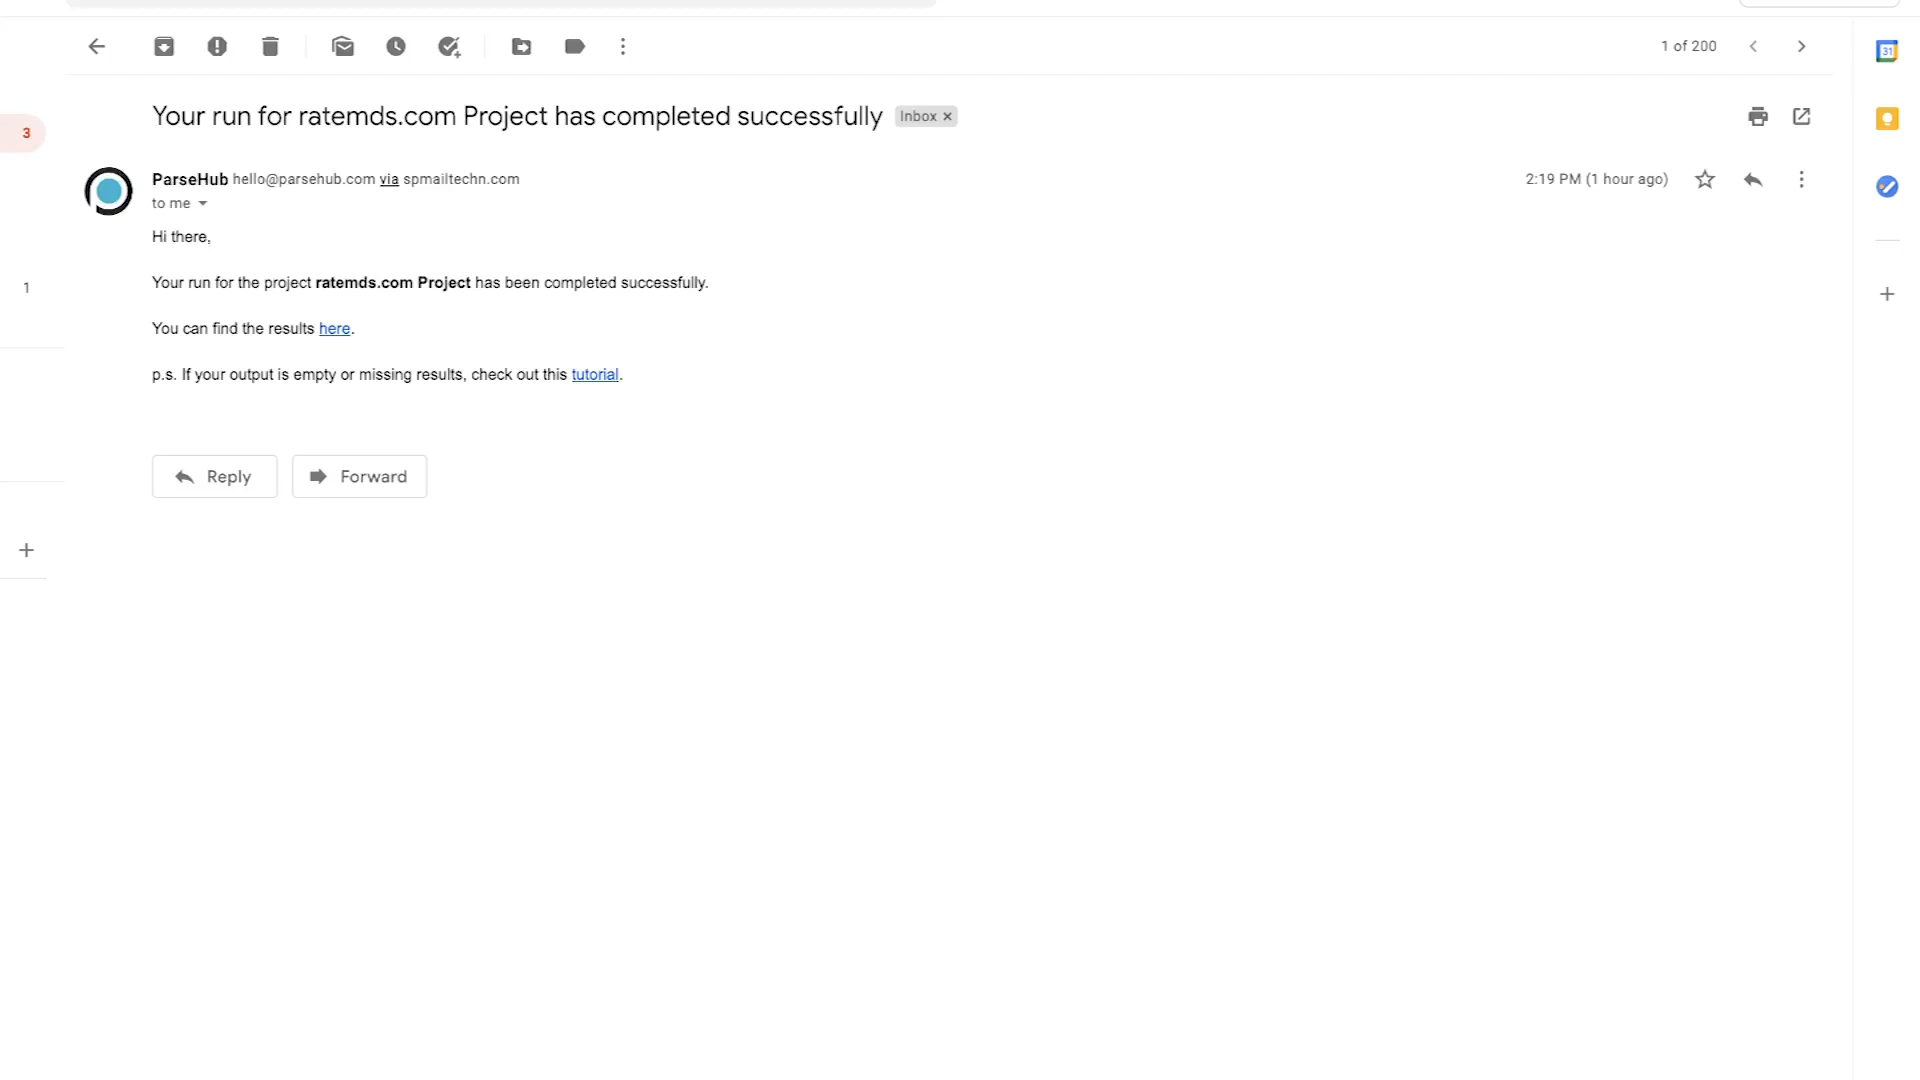 1 of 200
31
Your run for ratemds.com Project has completed successfully Inbox ×
3
ParseHub hello@parsehub.com via spmailtechn.com 2:19 PM (1 hour ago)
to me
Hi there,
Your run for the project ratemds.com Project has been completed successfully.
1
You can find the results here.
p.s. If your output is empty or missing results, check out this tutorial.
Reply Forward